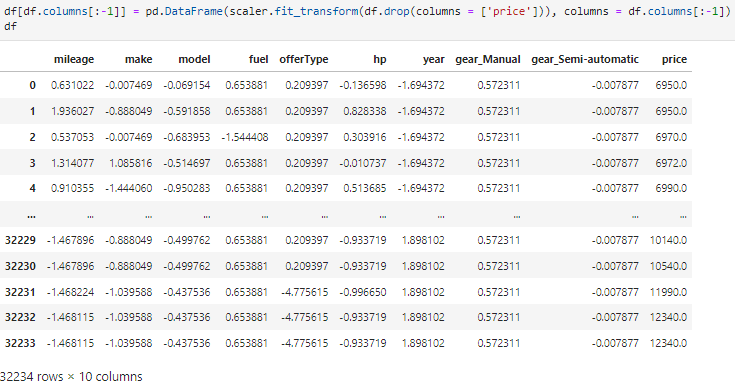 df[df.columns[:-1]] = pd.DataFrame(scaler.fit_transform(df.drop(columns = ['price'])), columns = df.columns[:-1])
df
mileage make model fuel offerType hp year gear_Manual gear_Semi-automatic price
0 0.631022 -0.007469 -0.069154 0.653881 0.209397 -0.136598 -1.694372 0.572311 -0.007877 6950.0
1 1.936027 -0.888049 -0.591858 0.653881 0.209397 0.828338 -1.694372 0.572311 -0.007877 6950.0
2 0.537053 -0.007469 -0.683953 -1.544408 0.209397 0.303916 -1.694372 0.572311 -0.007877 6970.0
3 1.314077 1.085816 -0.514697 0.653881 0.209397 -0.010737 -1.694372 0.572311 -0.007877 6972.0
4 0.910355 -1.444060 -0.950283 0.653881 0.209397 0.513685 -1.694372 0.572311 -0.007877 6990.0
... ... ... ... ... ... ... ... ... ... ...
32229 -1.467896 -0.888049 -0.499762 0.653881 0.209397 -0.933719 1.898102 0.572311 -0.007877 10140.0
32230 -1.467896 -0.888049 -0.499762 0.653881 0.209397 -0.933719 1.898102 0.572311 -0.007877 10540.0
32231 -1.468224 -1.039588 -0.437536 0.653881 -4.775615 -0.996650 1.898102 0.572311 -0.007877 11990.0
32232 -1.468115 -1.039588 -0.437536 0.653881 -4.775615 -0.933719 1.898102 0.572311 -0.007877 12340.0
32233 -1.468115 -1.039588 -0.437536 0.653881 -4.775615 -0.933719 1.898102 0.572311 -0.007877 12340.0
32234 rows × 10 columns